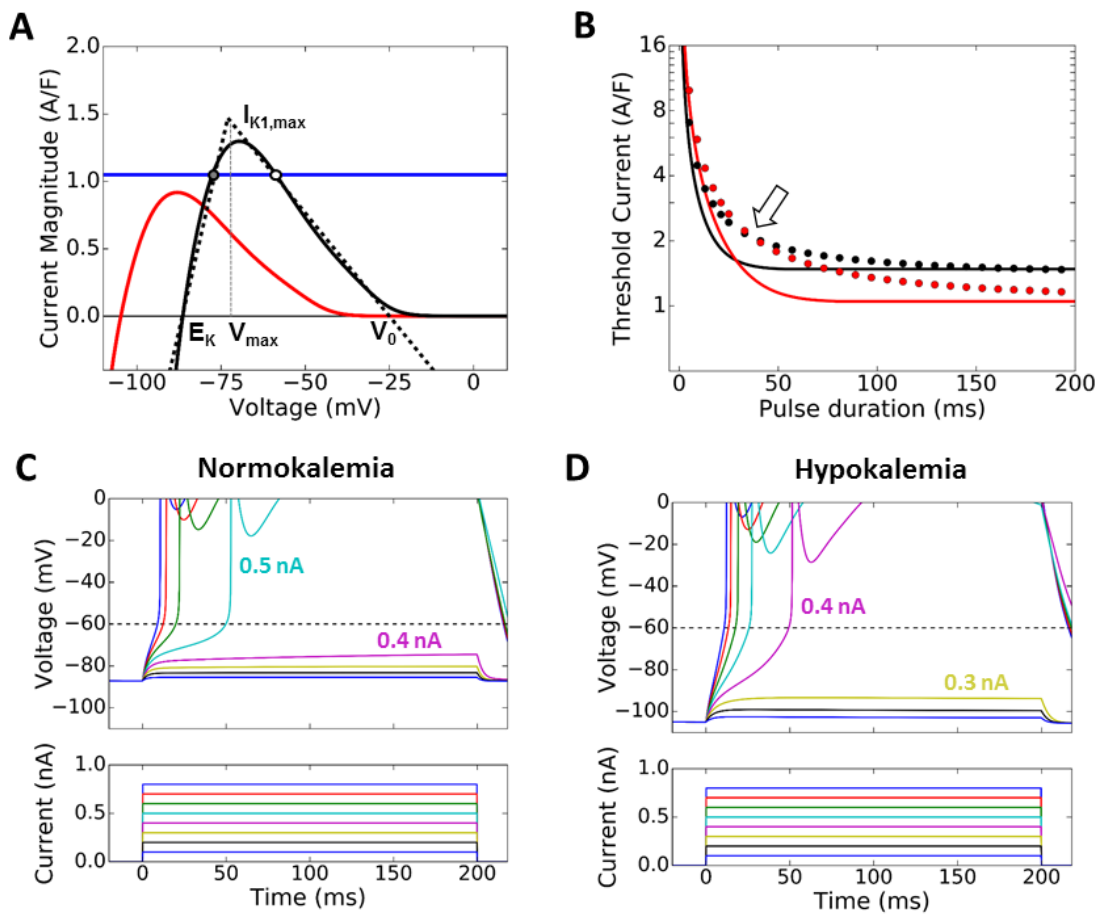 A
Current Magnitude (A/F)
2.0
1.5
1.0
0.5
0.0
I_K1,max
E_K
V_max
V_0
−100
−75
−50
−25
0
Voltage (mV)
B
Threshold Current (A/F)
16
8
4
2
1
0
50
100
150
200
Pulse duration (ms)
C
Normokalemia
Voltage (mV)
0
−20
−40
−60
−80
−100
0.5 nA
0.4 nA
Current (nA)
1.0
0.5
0.0
0
50
100
150
200
Time (ms)
D
Hypokalemia
Voltage (mV)
0
−20
−40
−60
−80
−100
0.4 nA
0.3 nA
Current (nA)
1.0
0.5
0.0
0
50
100
150
200
Time (ms)